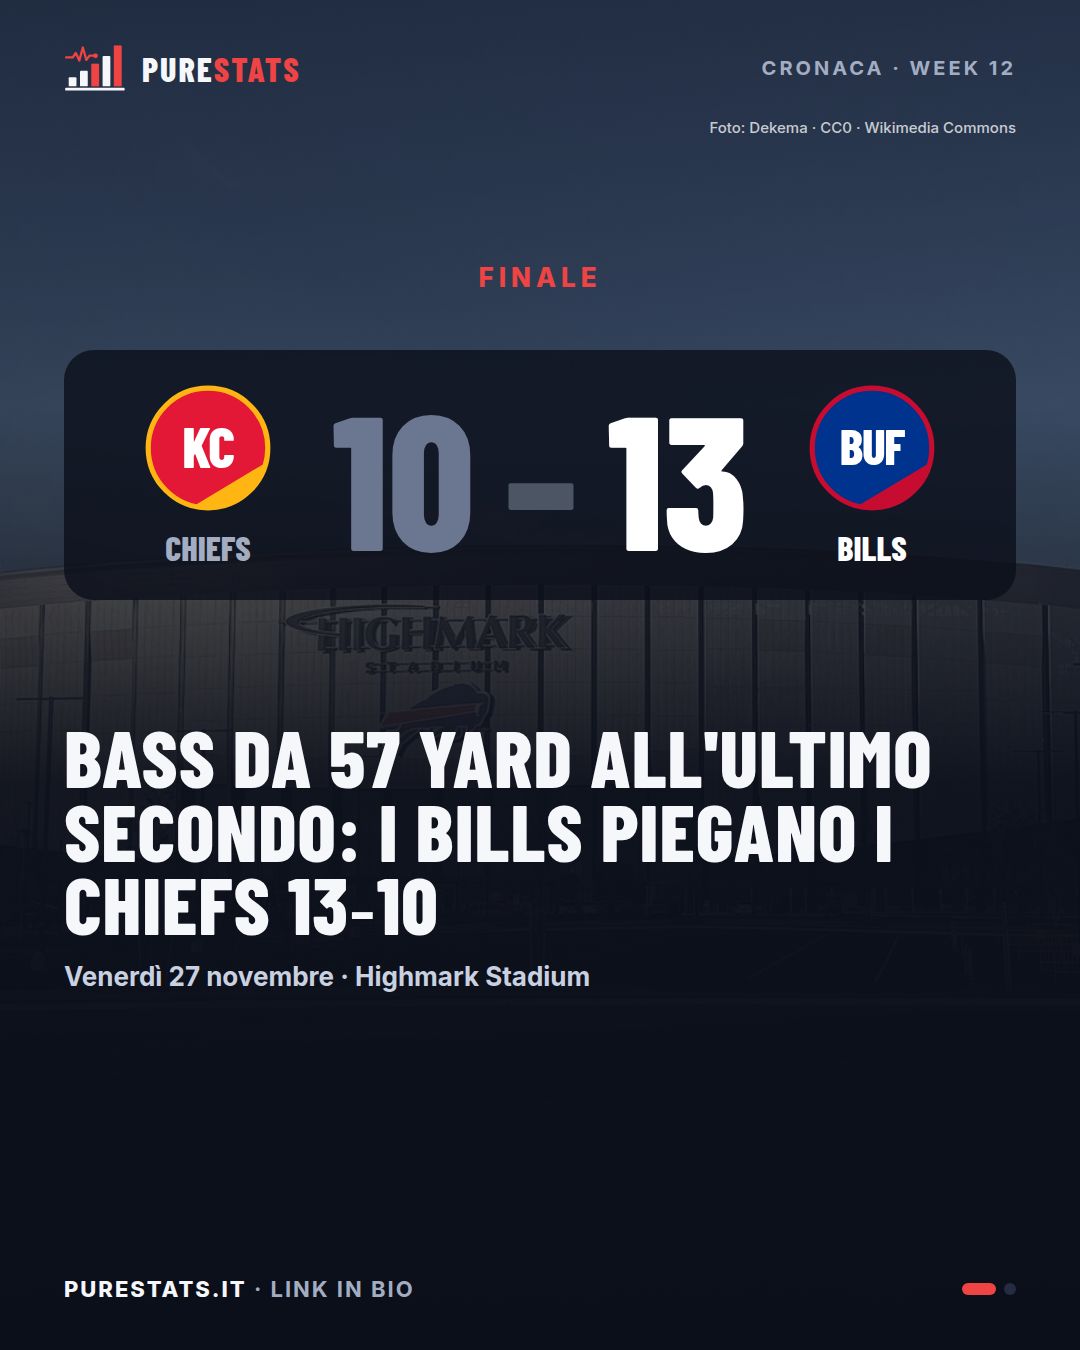 PURESTATS
CRONACA · WEEK 12
Foto: Dekema · CC0 · Wikimedia Commons
FINALE
KC
10 - 13
BUF
CHIEFS
BILLS
HIGHMARK
STADIUM
BASS DA 57 YARD ALL'ULTIMO
SECONDO: I BILLS PIEGANO I
CHIEFS 13-10
Venerdì 27 novembre · Highmark Stadium
PURESTATS.IT · LINK IN BIO